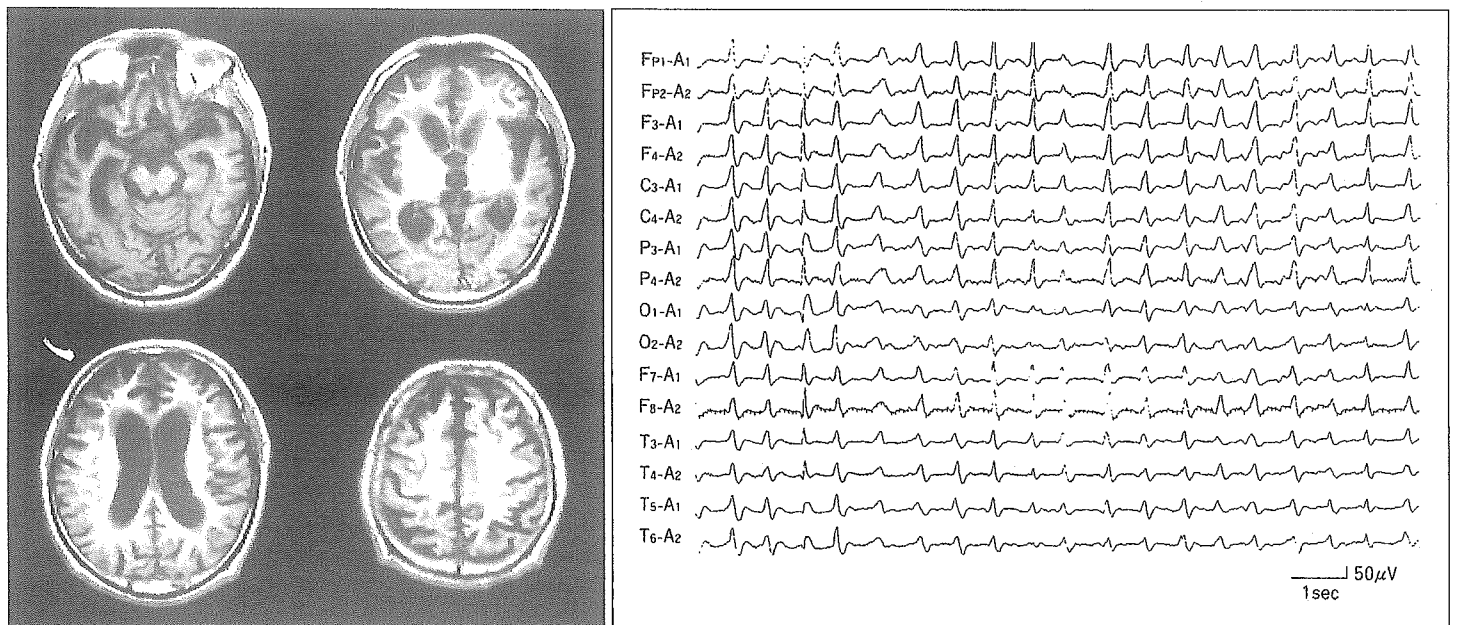 FP1-A1
FP2-A2
F3-A1
F4-A2
C3-A1
C4-A2
P3-A1
P4-A2
O1-A1
O2-A2
F7-A1
F8-A2
T3-A1
T4-A2
T5-A1
T6-A2
50μV
1sec